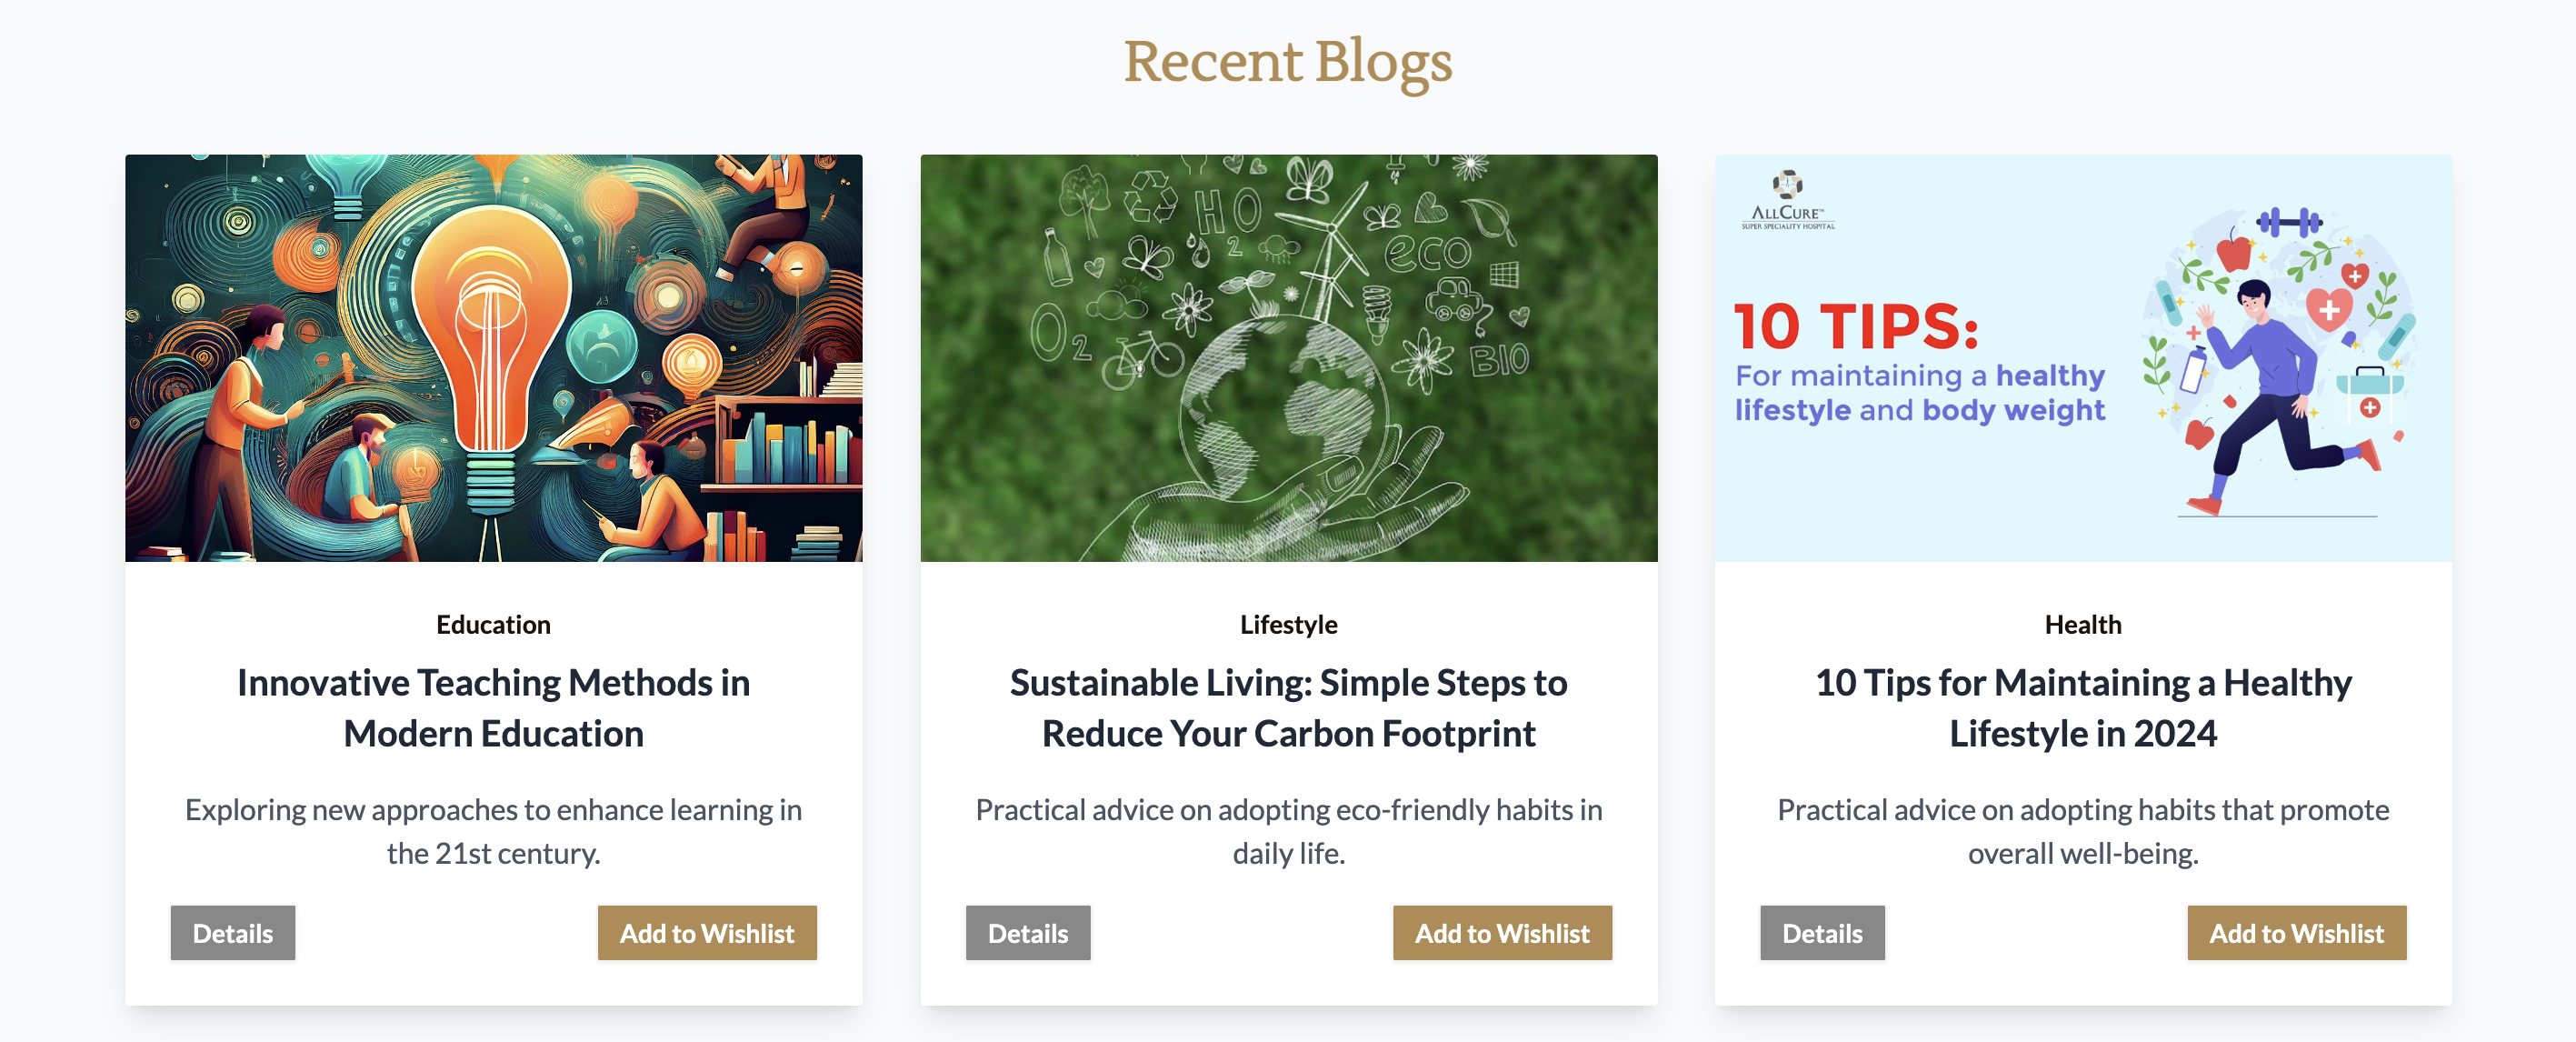 Recent Blogs
H2O
eco
O2
BIO
ALLCURE™
SUPER SPECIALITY HOSPITAL
10 TIPS:
For maintaining a healthy
lifestyle and body weight
Education
Innovative Teaching Methods in
Modern Education
Exploring new approaches to enhance learning in
the 21st century.
Details
Add to Wishlist
Lifestyle
Sustainable Living: Simple Steps to
Reduce Your Carbon Footprint
Practical advice on adopting eco-friendly habits in
daily life.
Details
Add to Wishlist
Health
10 Tips for Maintaining a Healthy
Lifestyle in 2024
Practical advice on adopting habits that promote
overall well-being.
Details
Add to Wishlist